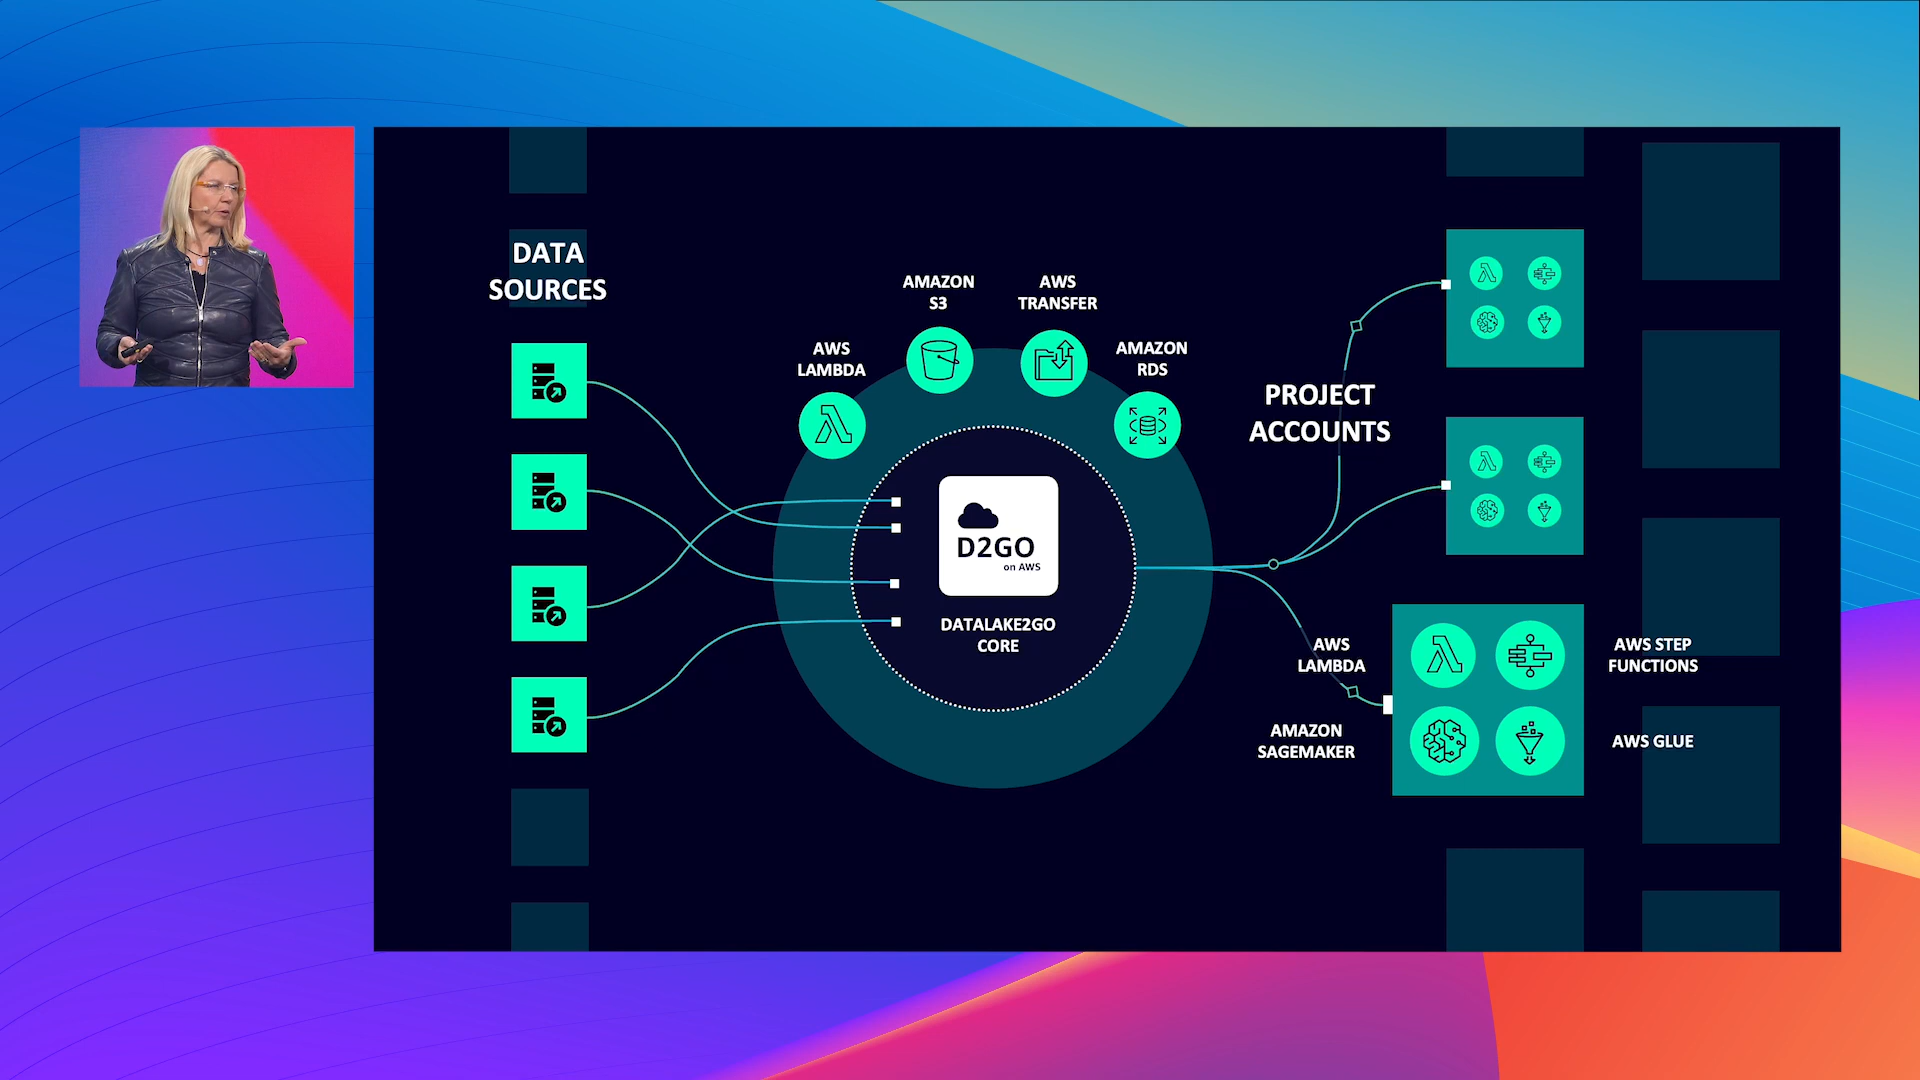 DATA
SOURCES
AMAZON
S3
AWS
TRANSFER
AWS
LAMBDA
AMAZON
RDS
PROJECT
ACCOUNTS
D2GO
on AWS
DATALAKE2GO
CORE
AWS
LAMBDA
AWS STEP
FUNCTIONS
AMAZON
SAGEMAKER
AWS GLUE